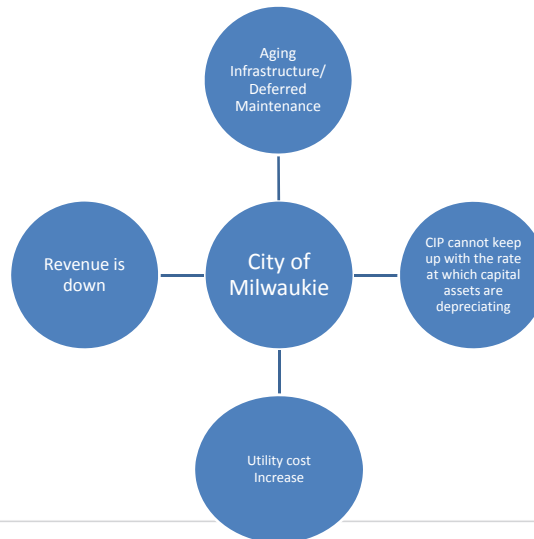 Aging
Infrastructure/
Deferred
Maintenance
Revenue is
down
City of
Milwaukie
CIP cannot keep
up with the rate
at which capital
assets are
depreciating
Utility cost
Increase